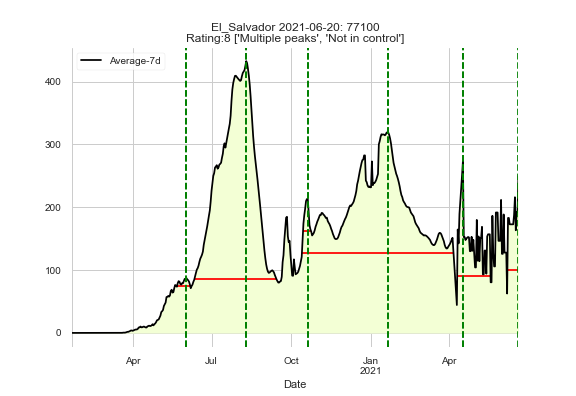 El_Salvador 2021-06-20: 77100
Rating:8 ['Multiple peaks', 'Not in control']
Average-7d
400
300
200
100
0
Apr Jul Oct Jan Apr
2021
Date